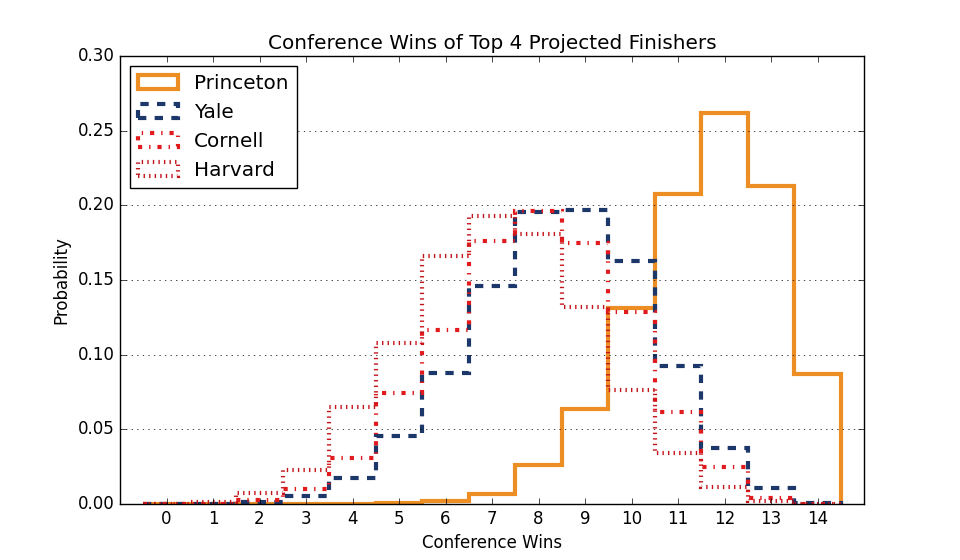 Conference Wins of Top 4 Projected Finishers
0.30
0.25
0.20
0.15
0.10
0.05
0.00
Probability
Princeton
Yale
Cornell
Harvard
0 1 2 3 4 5 6 7 8 9 10 11 12 13 14
Conference Wins